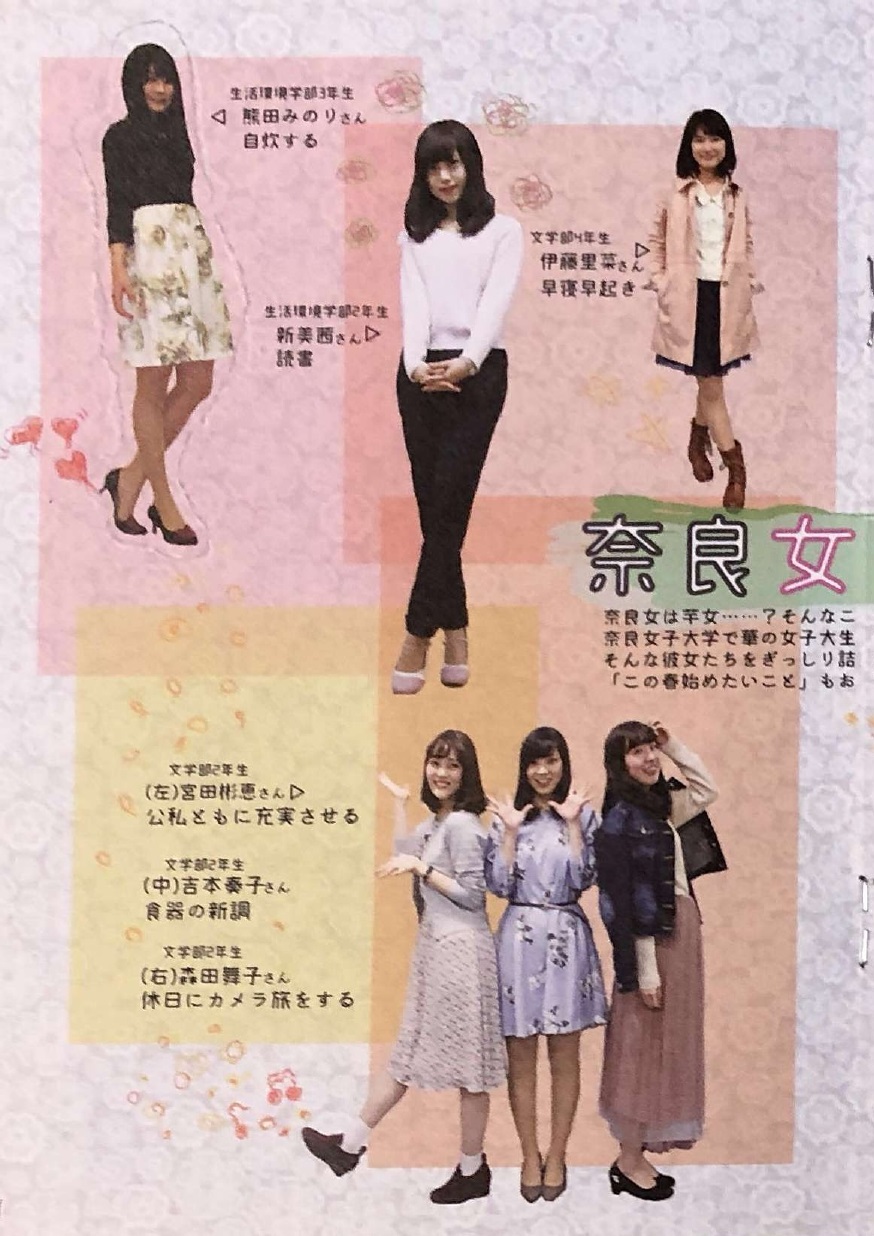 生活環境学部3年生
熊田みのりさん
自炊する
文学部4年生
伊藤里菜さん
早寝早起き
生活環境学部2年生
新美茜さん
読書
奈良女
奈良女は芋女……?そんなこ
奈良女子大学で華の女子大生
そんな彼女たちをぎっしり詰
「この春始めたいこと」もお
文学部2年生
(左)宮田彬恵さん
公私ともに充実させる
文学部2年生
(中)吉本奏子さん
食器の新調
文学部2年生
(右)森田舞子さん
休日にカメラ旅をする